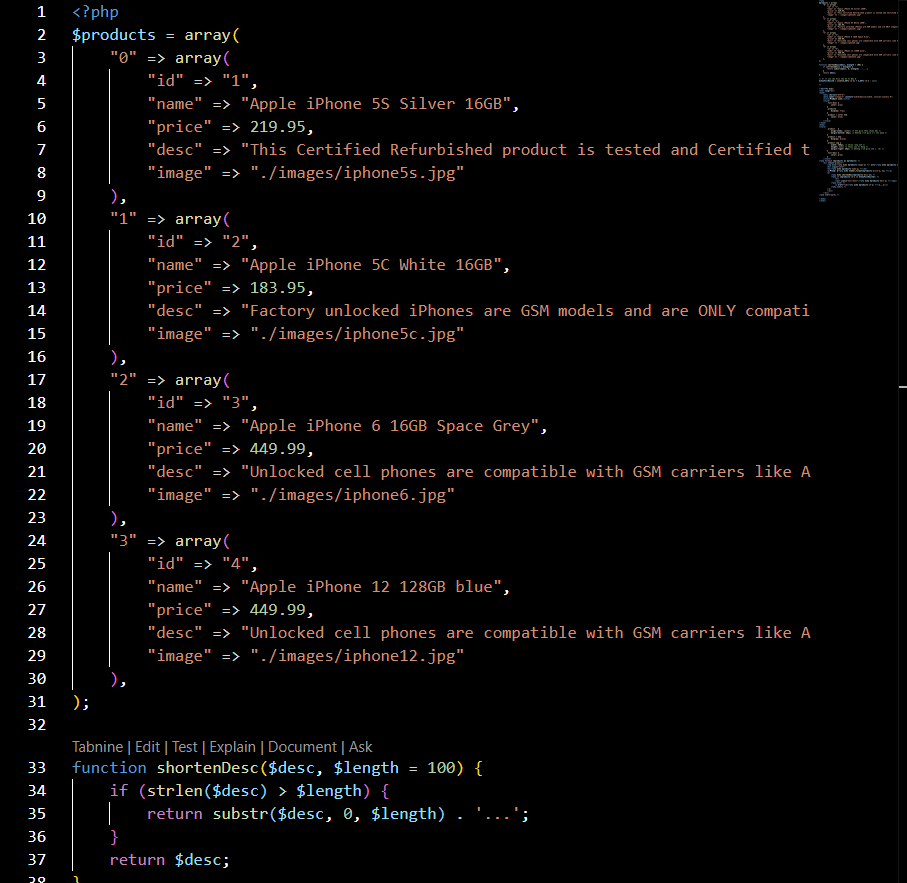 1 <?php
2 $products = array(
3 "0" => array(
4 "id" => "1",
5 "name" => "Apple iPhone 5S Silver 16GB",
6 "price" => 219.95,
7 "desc" => "This Certified Refurbished product is tested and Certified t
8 "image" => "./images/iphone5s.jpg"
9 ),
10 "1" => array(
11 "id" => "2",
12 "name" => "Apple iPhone 5C White 16GB",
13 "price" => 183.95,
14 "desc" => "Factory unlocked iPhones are GSM models and are ONLY compati
15 "image" => "./images/iphone5c.jpg"
16 ),
17 "2" => array(
18 "id" => "3",
19 "name" => "Apple iPhone 6 16GB Space Grey",
20 "price" => 449.99,
21 "desc" => "Unlocked cell phones are compatible with GSM carriers like A
22 "image" => "./images/iphone6.jpg"
23 ),
24 "3" => array(
25 "id" => "4",
26 "name" => "Apple iPhone 12 128GB blue",
27 "price" => 449.99,
28 "desc" => "Unlocked cell phones are compatible with GSM carriers like A
29 "image" => "./images/iphone12.jpg"
30 ),
31 );
32
Tabnine | Edit | Test | Explain | Document | Ask
33 function shortenDesc($desc, $length = 100) {
34 if (strlen($desc) > $length) {
35 return substr($desc, 0, $length) . '...';
36 }
37 return $desc;
38 }